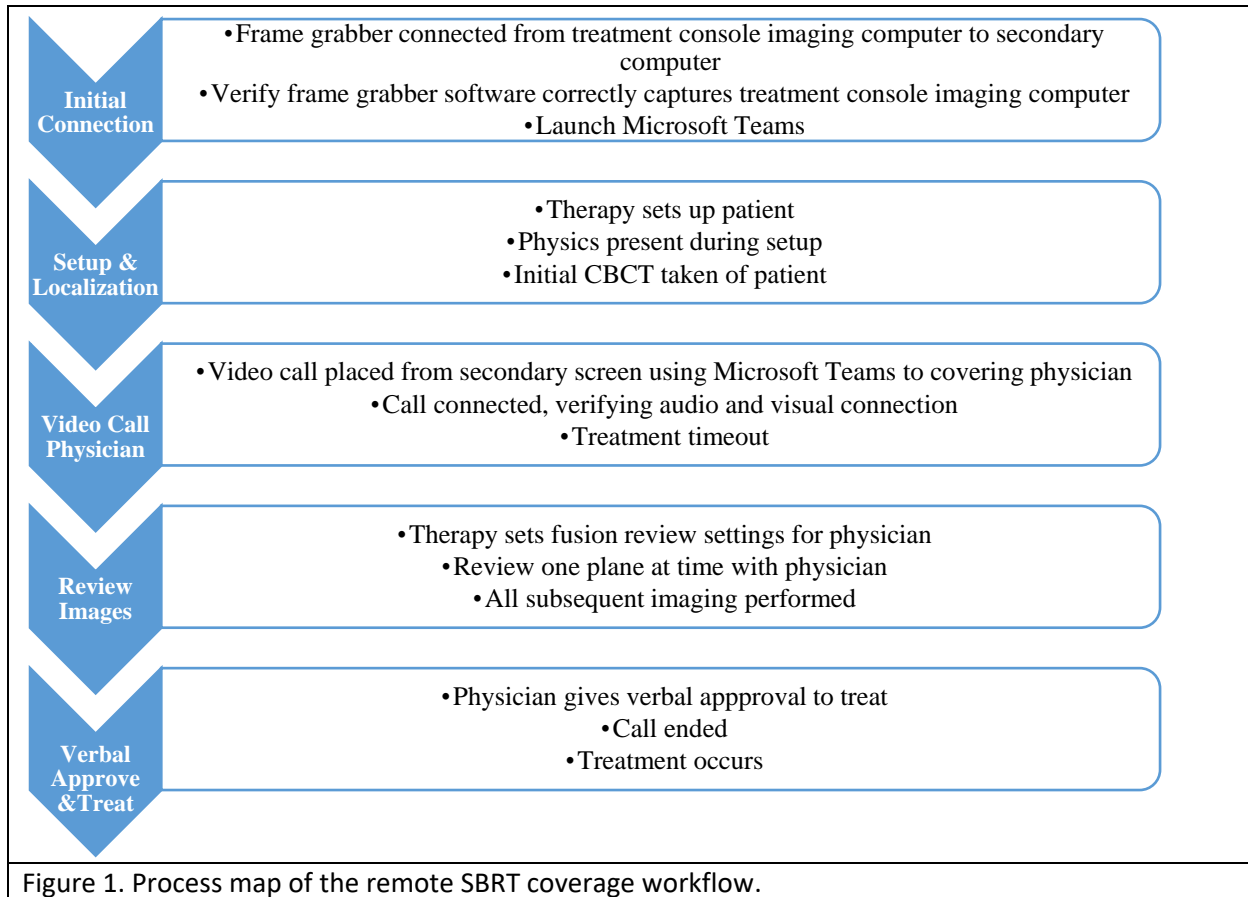 Initial
Connection
•Frame grabber connected from treatment console imaging computer to secondary
computer
•Verify frame grabber software correctly captures treatment console imaging computer
•Launch Microsoft Teams
Setup &
Localization
•Therapy sets up patient
•Physics present during setup
•Initial CBCT taken of patient
Video Call
Physician
•Video call placed from secondary screen using Microsoft Teams to covering physician
•Call connected, verifying audio and visual connection
•Treatment timeout
Review
Images
•Therapy sets fusion review settings for physician
•Review one plane at time with physician
•All subsequent imaging performed
Verbal
Approve
&Treat
•Physician gives verbal appproval to treat
•Call ended
•Treatment occurs
Figure 1. Process map of the remote SBRT coverage workflow.